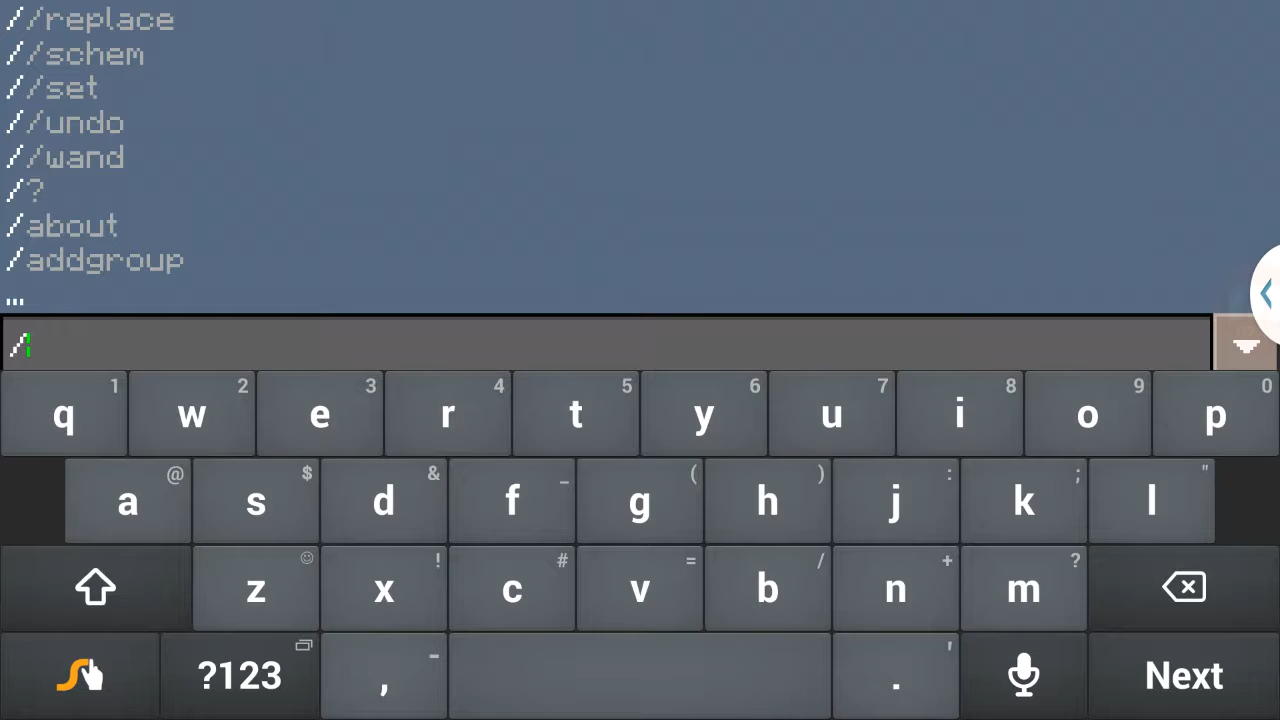 //replace
//schem
//set
//undo
//wand
/?
/about
/addgroup
...
/
1 2 3 4 5 6 7 8 9 0
q w e r t y u i o p
@ $ & _ ( ) : ; "
a s d f g h j k l
! # = / + ?
z x c v b n m
- '
?123 , . Next